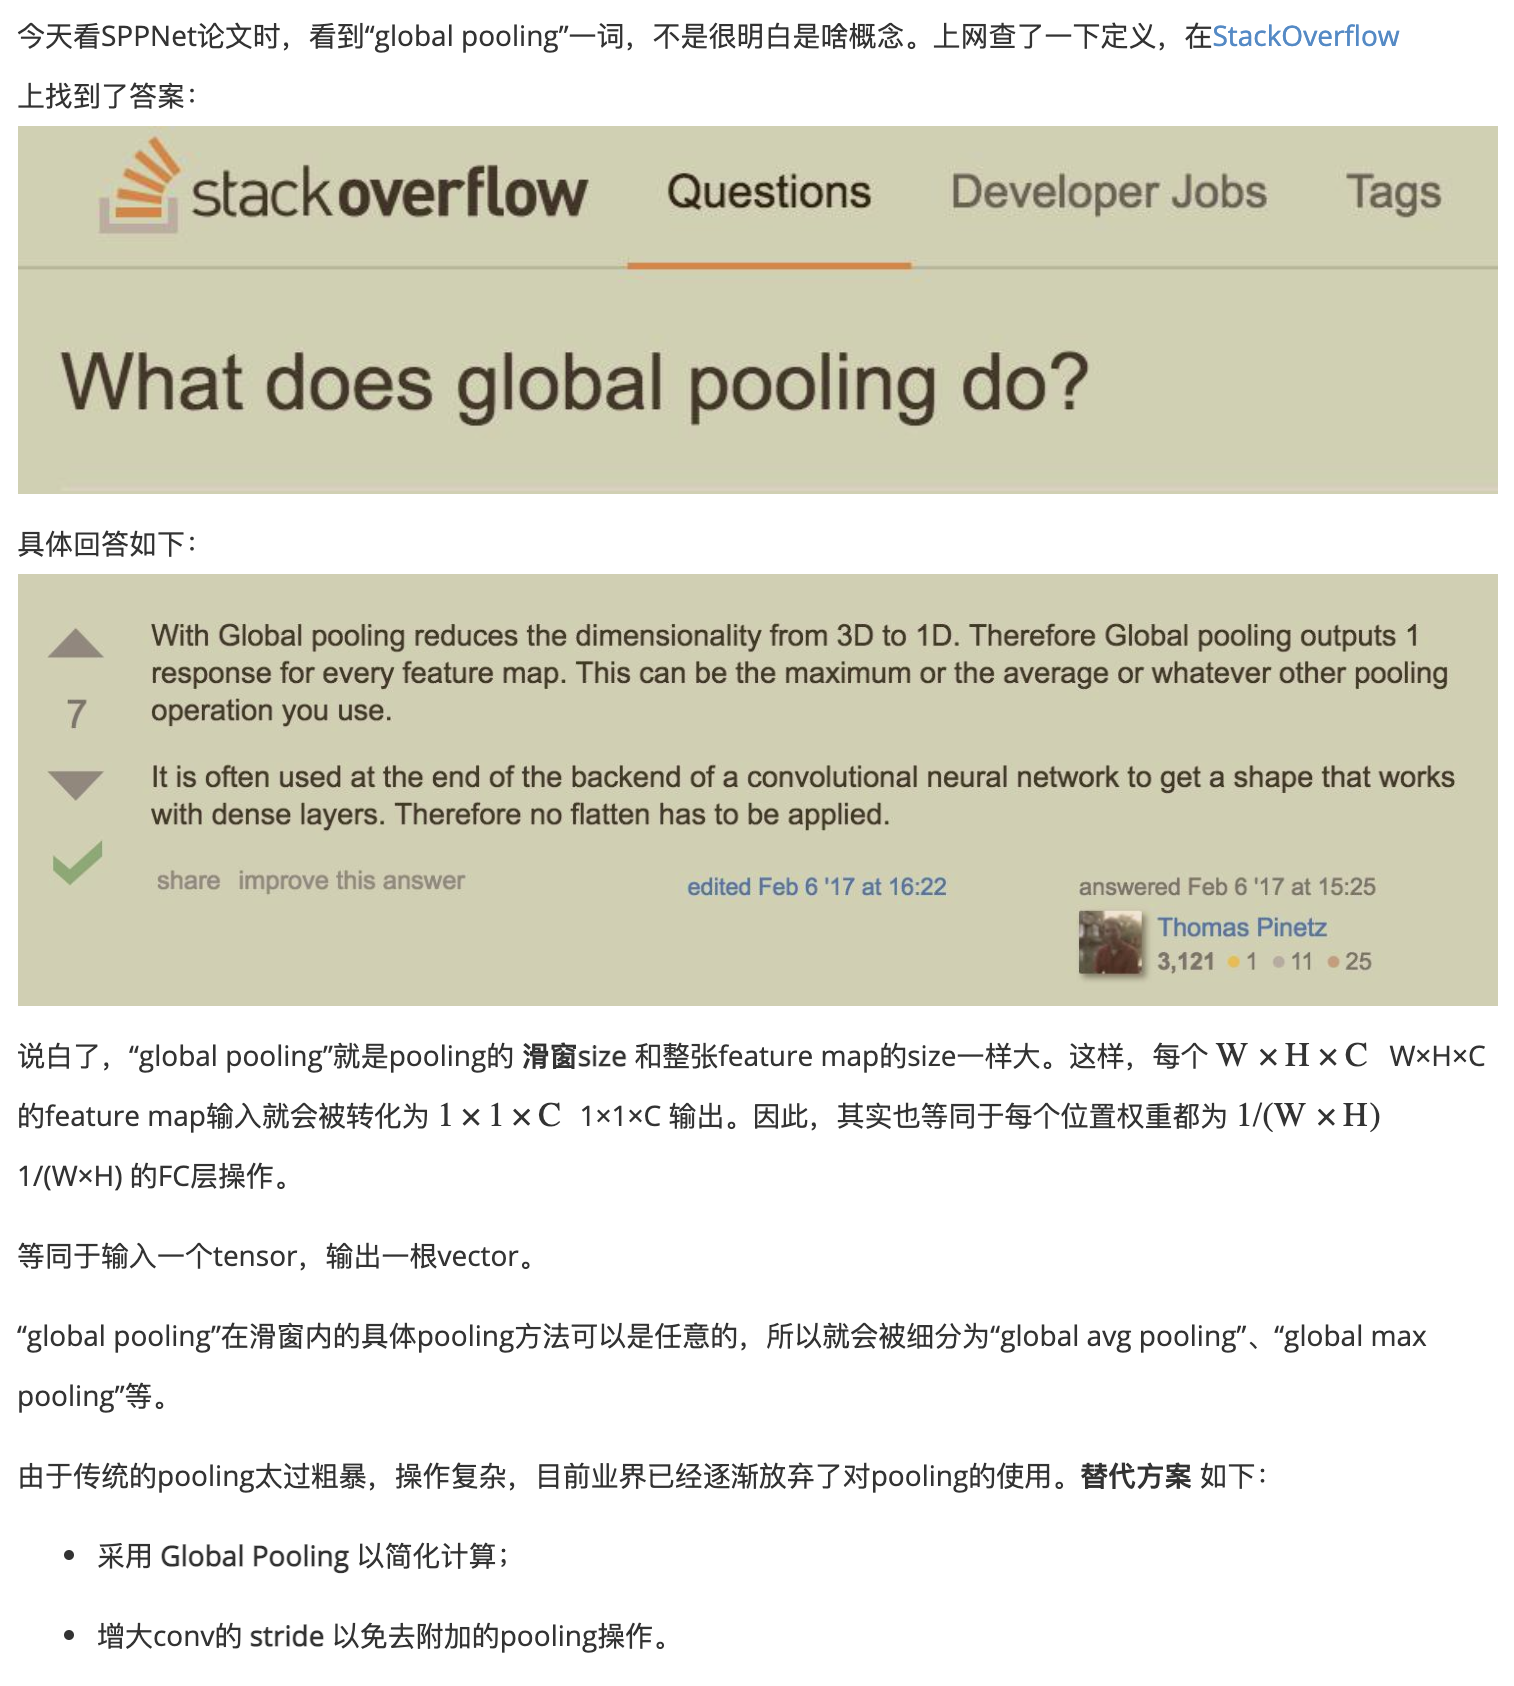 今天看SPPNet论文时，看到“global pooling”一词，不是很明白是啥概念。上网查了一下定义，在StackOverflow
上找到了答案：
stackoverflow Questions Developer Jobs Tags
What does global pooling do?
具体回答如下：
With Global pooling reduces the dimensionality from 3D to 1D. Therefore Global pooling outputs 1
response for every feature map. This can be the maximum or the average or whatever other pooling
operation you use.
7
It is often used at the end of the backend of a convolutional neural network to get a shape that works
with dense layers. Therefore no flatten has to be applied.
share improve this answer
edited Feb 6 '17 at 16:22
answered Feb 6 '17 at 15:25
Thomas Pinetz
3,121 1 11 25
说白了，“global pooling”就是pooling的 滑窗size 和整张feature map的size一样大。这样，每个 W × H × C W×H×C
的feature map输入就会被转化为 1 × 1 × C 1×1×C 输出。因此，其实也等同于每个位置权重都为 1/(W × H)
1/(W×H) 的FC层操作。
等同于输入一个tensor，输出一根vector。
“global pooling”在滑窗内的具体pooling方法可以是任意的，所以就会被细分为“global avg pooling”、“global max
pooling”等。
由于传统的pooling太过粗暴，操作复杂，目前业界已经逐渐放弃了对pooling的使用。替代方案 如下：
• 采用 Global Pooling 以简化计算；
• 增大conv的 stride 以免去附加的pooling操作。